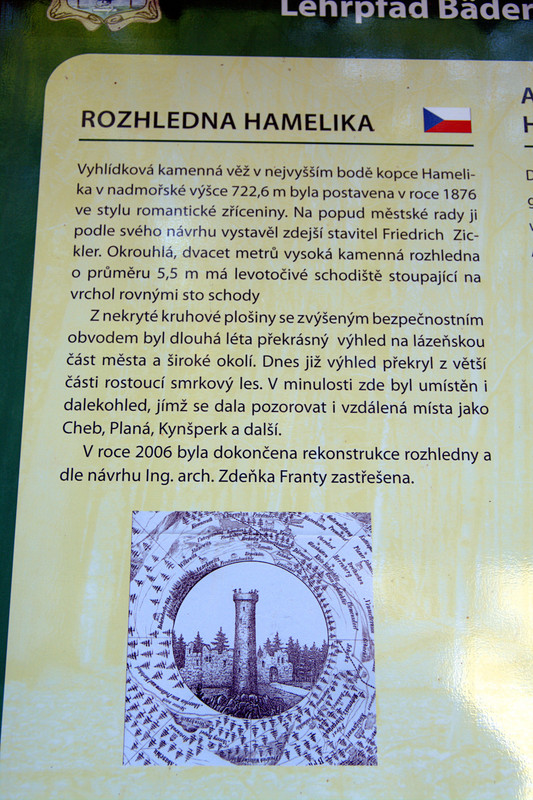 Lehrpfad Bäder
ROZHLEDNA HAMELIKA
Vyhlídková kamenná věž v nejvyšším bodě kopce Hameli-
ka v nadmořské výšce 722,6 m byla postavena v roce 1876
ve stylu romantické zříceniny. Na popud městské rady ji
podle svého návrhu vystavěl zdejší stavitel Friedrich Zic-
kler. Okrouhlá, dvacet metrů vysoká kamenná rozhledna
o průměru 5,5 m má levotočivé schodiště stoupající na
vrchol rovnými sto schody
Z nekryté kruhové plošiny se zvýšeným bezpečnostním
obvodem byl dlouhá léta překrásný výhled na lázeňskou
část města a široké okolí. Dnes již výhled překryl z větší
části rostoucí smrkový les. V minulosti zde byl umístěn i
dalekohled, jímž se dala pozorovat i vzdálená místa jako
Cheb, Planá, Kynšperk a další.
V roce 2006 byla dokončena rekonstrukce rozhledny a
dle návrhu Ing. arch. Zdeňka Franty zastřešena.